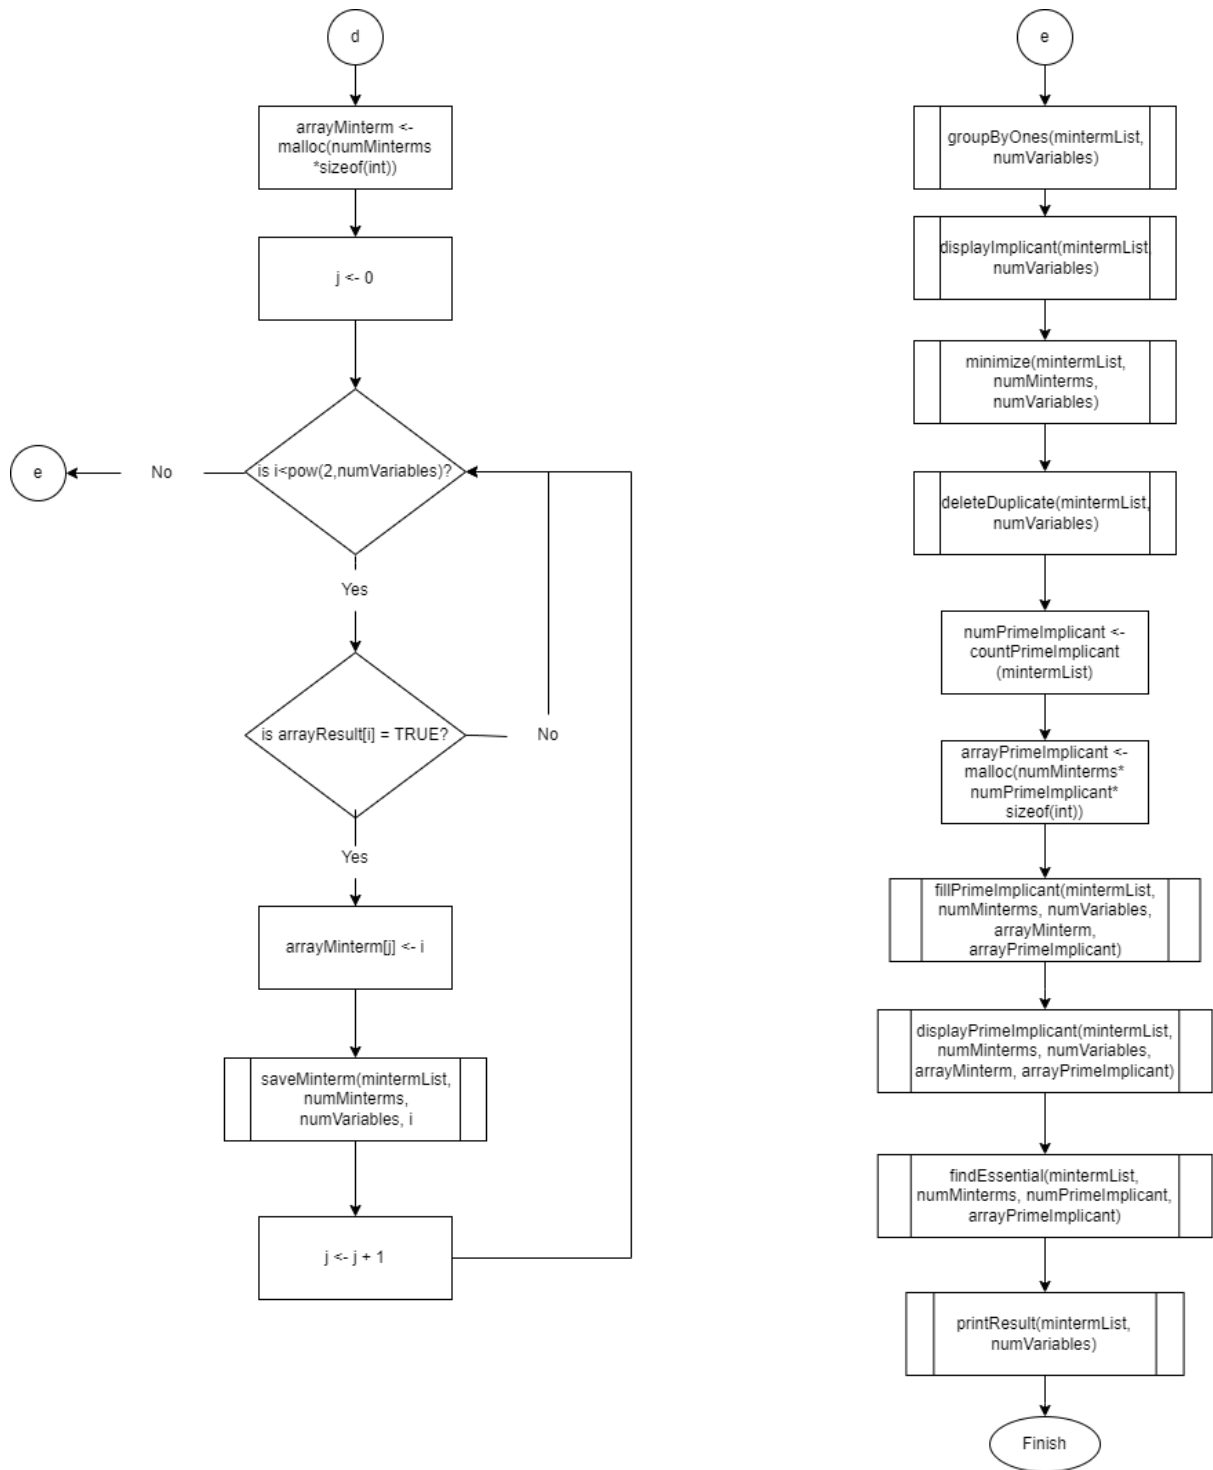 d
arrayMinterm <-
malloc(numMinterms
*sizeof(int))
j <- 0
is i<pow(2,numVariables)?
No
e
Yes
is arrayResult[i] = TRUE?
No
Yes
arrayMinterm[j] <- i
saveMinterm(mintermList,
numMinterms,
numVariables, i
j <- j + 1
e
groupByOnes(mintermList,
numVariables)
displayImplicant(mintermList,
numVariables)
minimize(mintermList,
numMinterms,
numVariables)
deleteDuplicate(mintermList,
numVariables)
numPrimeImplicant <-
countPrimeImplicant
(mintermList)
arrayPrimeImplicant <-
malloc(numMinterms*
numPrimeImplicant*
sizeof(int))
fillPrimeImplicant(mintermList,
numMinterms, numVariables,
arrayMinterm,
arrayPrimeImplicant)
displayPrimeImplicant(mintermList,
numMinterms, numVariables,
arrayMinterm, arrayPrimeImplicant)
findEssential(mintermList,
numMinterms, numPrimeImplicant,
arrayPrimeImplicant)
printResult(mintermList,
numVariables)
Finish